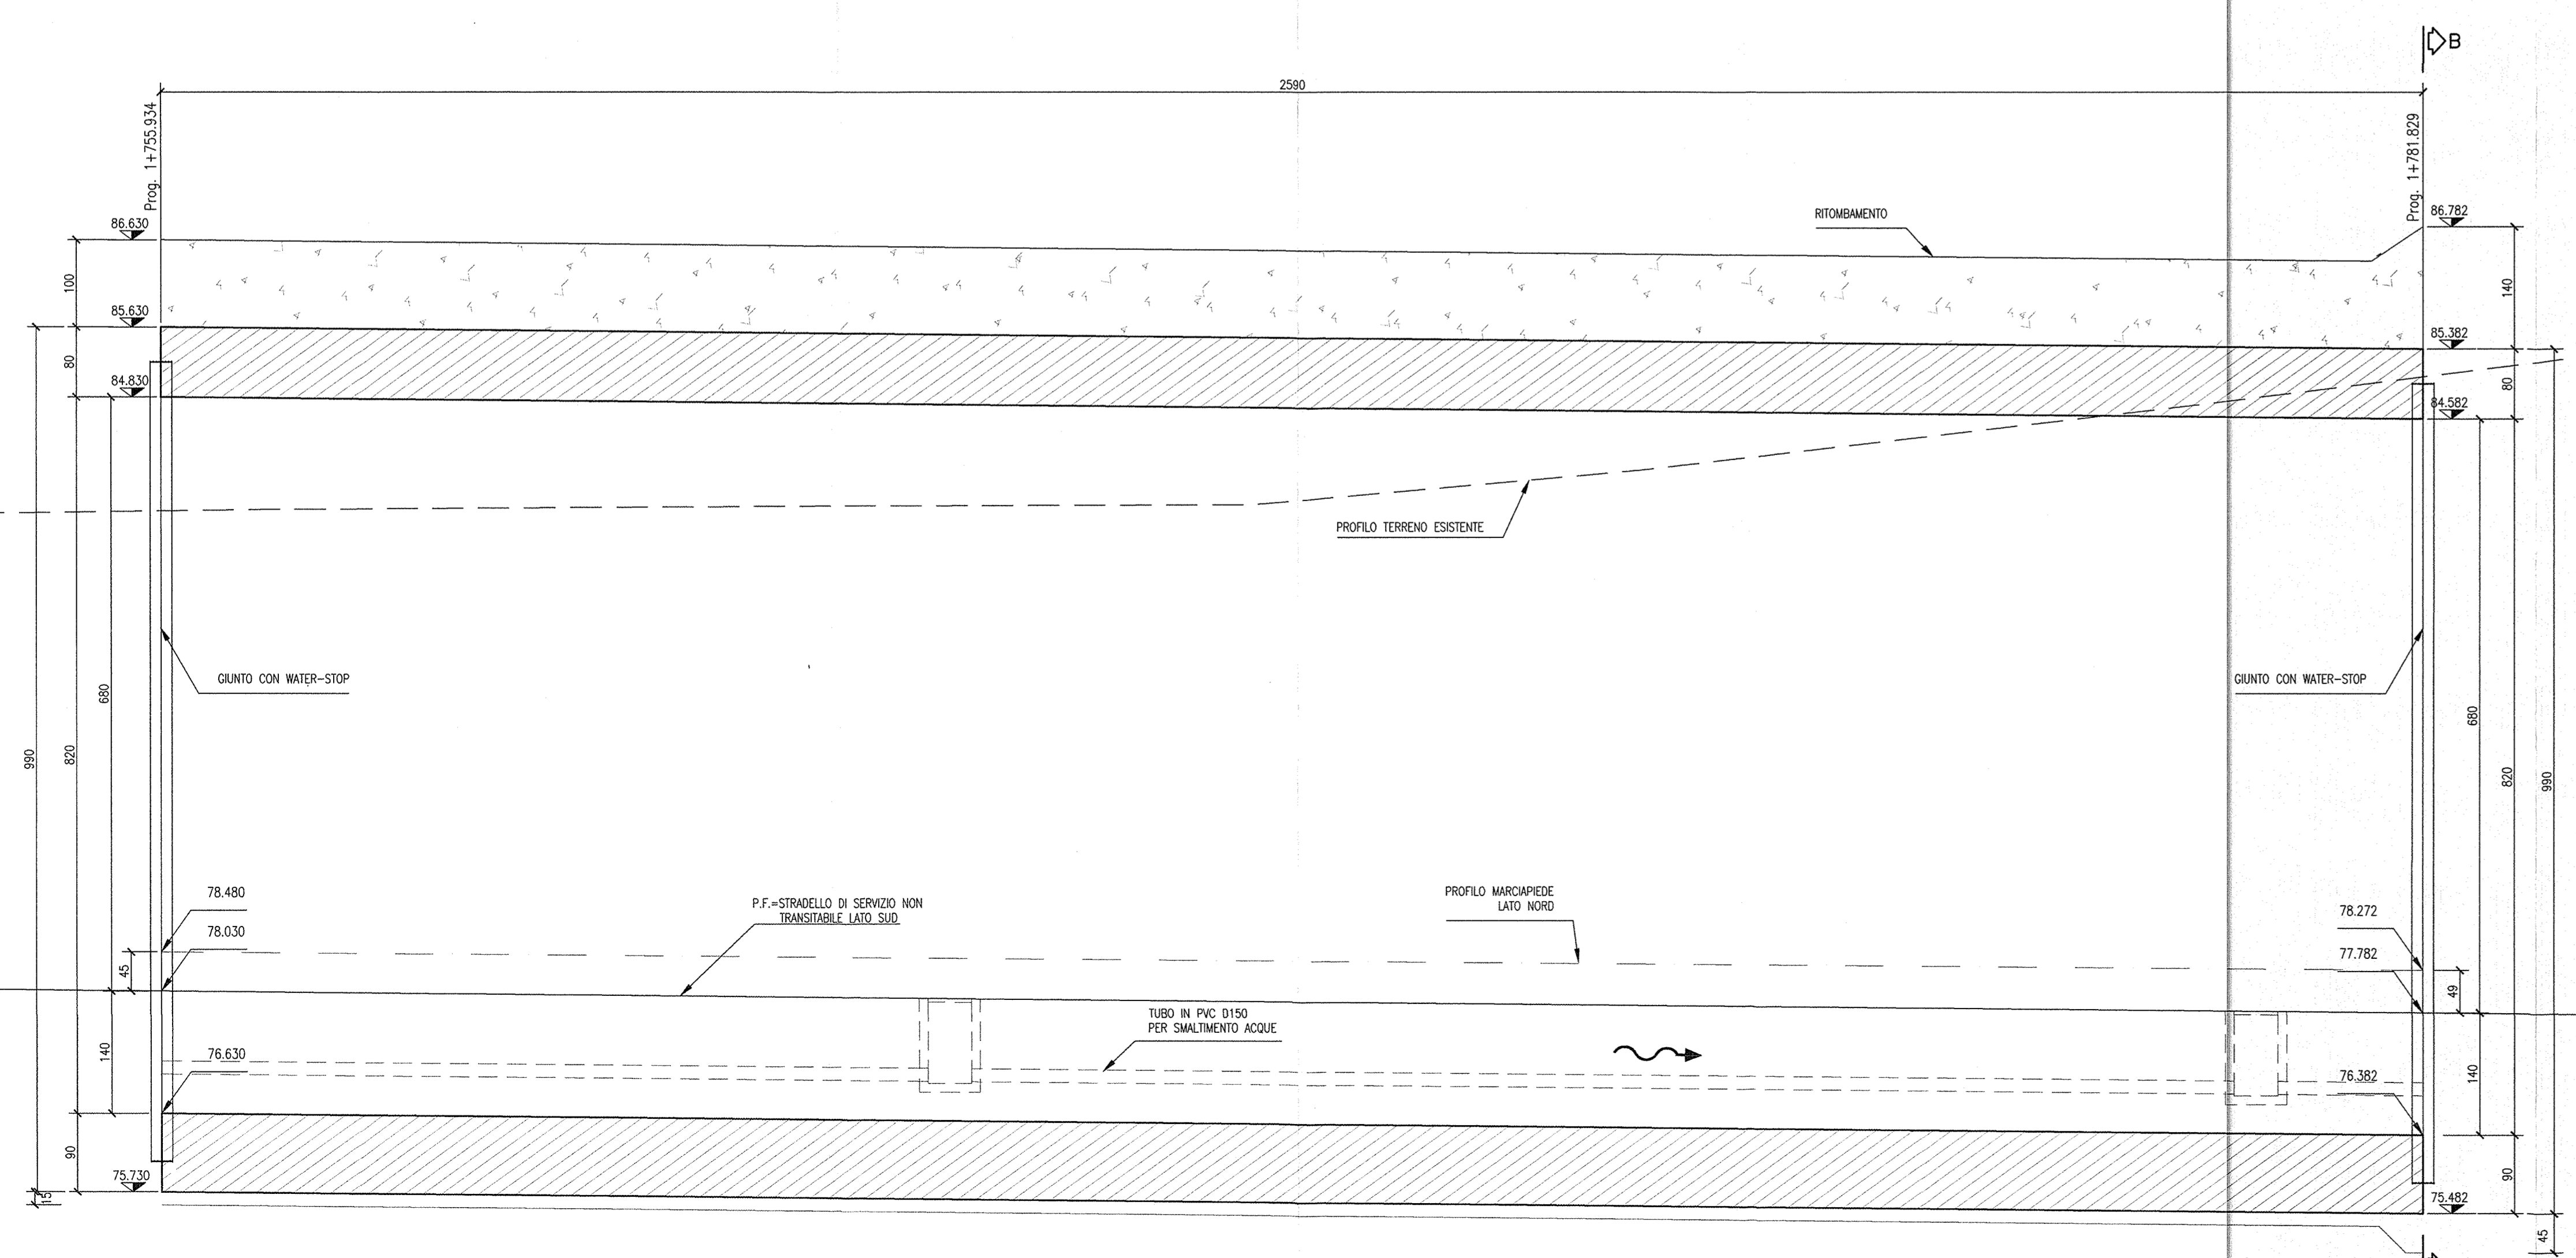 B
2590
Prog. 1+755.934
Prog. 1+781.829
RITOMBAMENTO
86.630
86.782
100
140
85.630
85.382
80
80
84.830
84.582
PROFILO TERRENO ESISTENTE
GIUNTO CON WATER-STOP
GIUNTO CON WATER-STOP
680
680
990
820
820
990
78.480
P.F.=STRADELLO DI SERVIZIO NON
TRANSITABILE LATO SUD
PROFILO MARCIAPIEDE
LATO NORD
78.272
78.030
77.782
45
49
TUBO IN PVC D150
PER SMALTIMENTO ACQUE
140
76.630
76.382
140
90
90
75.730
75.482
15
45